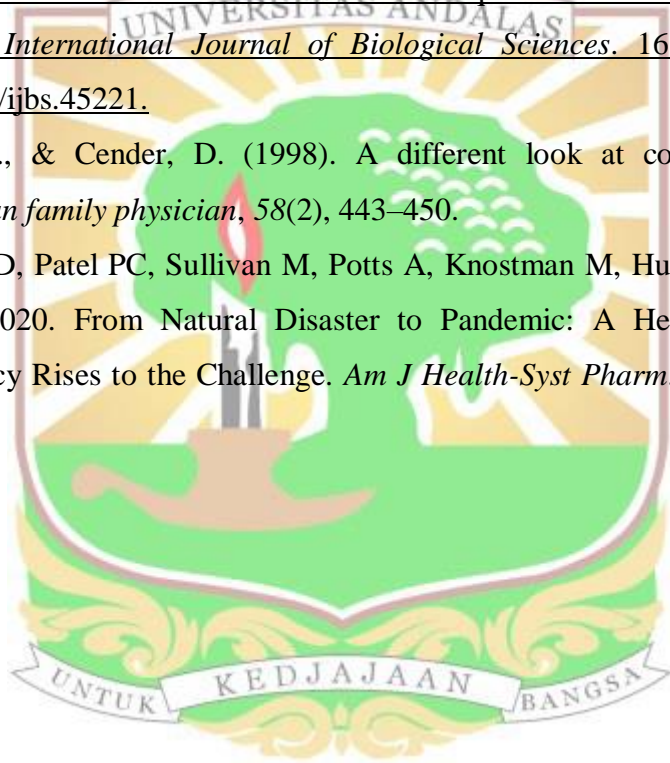 UNIVERSITAS ANDALAS
International Journal of Biological Sciences. 16
/ijbs.45221.
., & Cender, D. (1998). A different look at co
an family physician, 58(2), 443–450.
D, Patel PC, Sullivan M, Potts A, Knostman M, Hu
020. From Natural Disaster to Pandemic: A He
cy Rises to the Challenge. Am J Health-Syst Pharm.
UNTUK KEDJAJAAN BANGSA